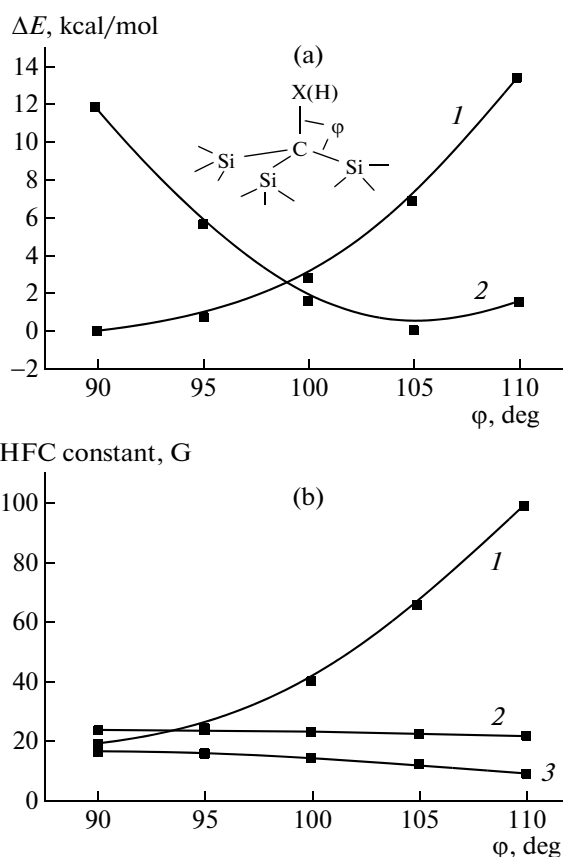 ΔE, kcal/mol
(a)
14
12
10
8
6
4
2
0
−2
X(H)
φ
C
Si
Si
Si
1
2
90 95 100 105 110
φ, deg
HFC constant, G
(b)
100
80
60
40
20
0
1
2
3
90 95 100 105 110
φ, deg